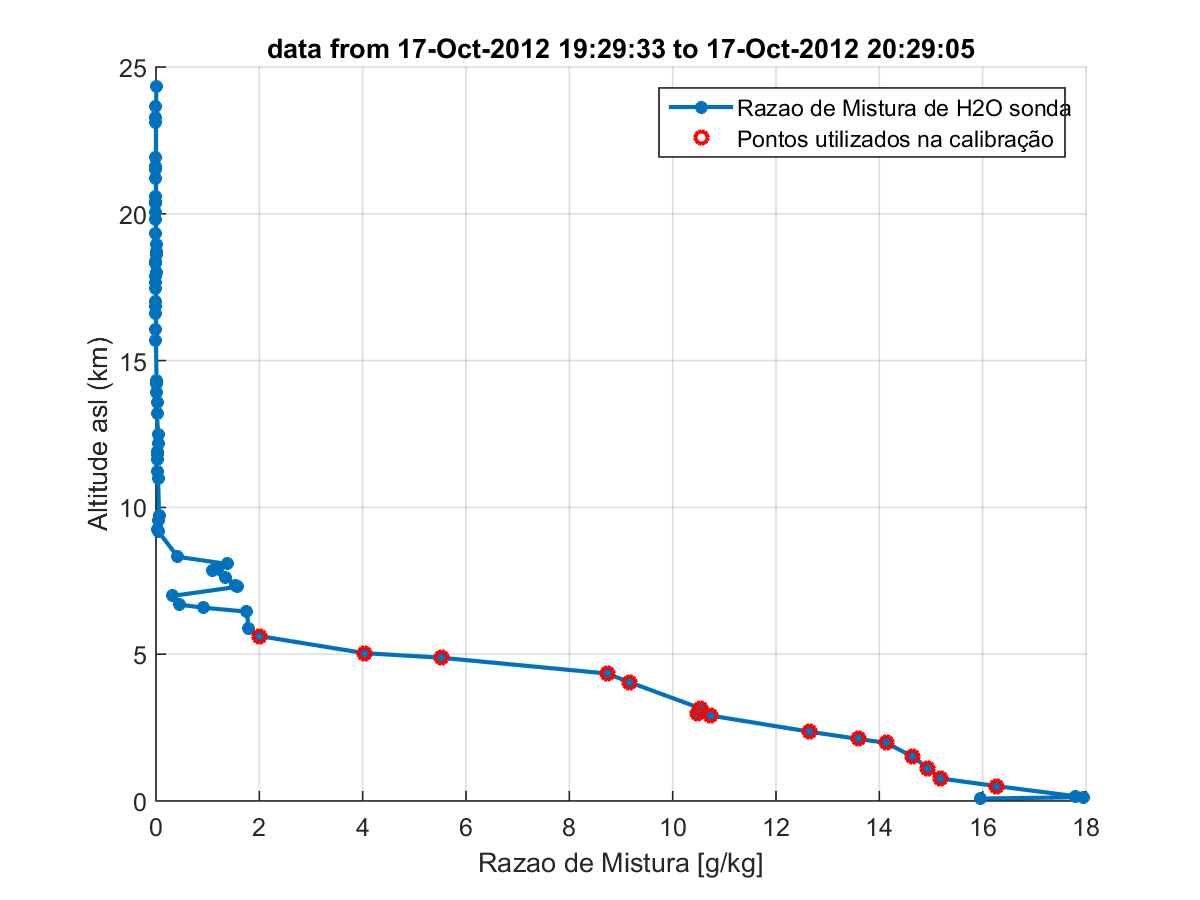 data from 17-Oct-2012 19:29:33 to 17-Oct-2012 20:29:05
Razao de Mistura de H2O sonda
Pontos utilizados na calibração
Altitude asl (km)
25
20
15
10
5
0
0 2 4 6 8 10 12 14 16 18
Razao de Mistura [g/kg]